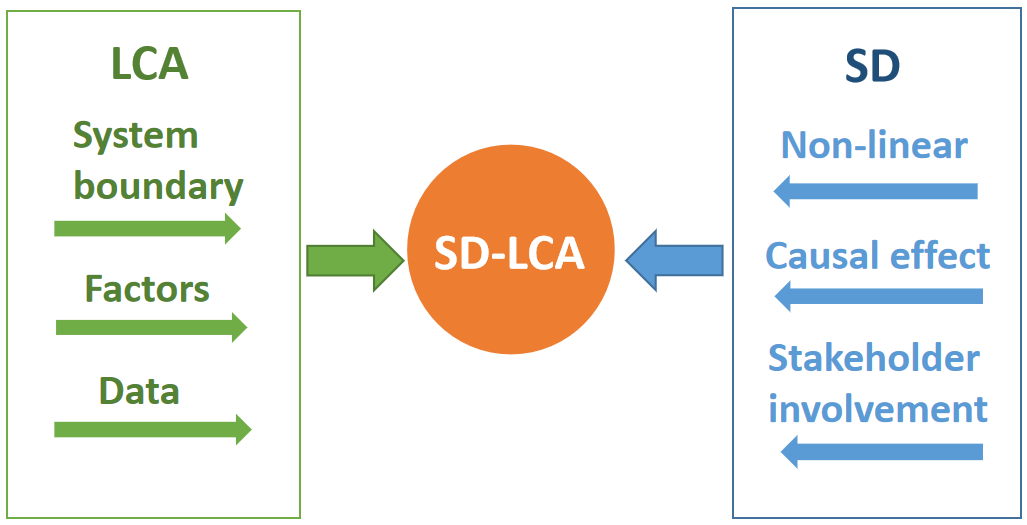 LCA
System
boundary
Factors
Data
SD-LCA
SD
Non-linear
Causal effect
Stakeholder
involvement